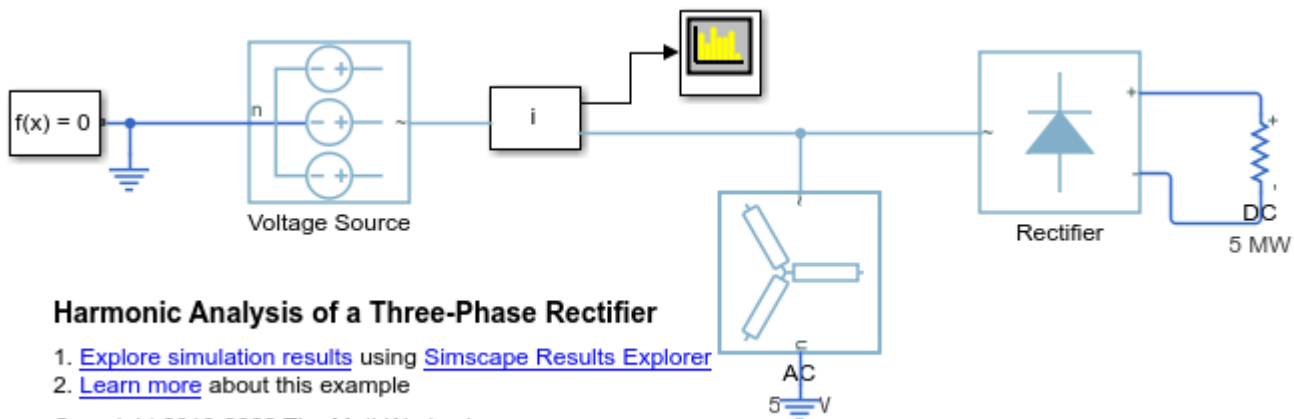 f(x) = 0
n
~
Voltage Source
i
~
+
-
Rectifier
+
-
DC
5 MW
~
n
AC
5 V
Harmonic Analysis of a Three-Phase Rectifier
1. Explore simulation results using Simscape Results Explorer
2. Learn more about this example